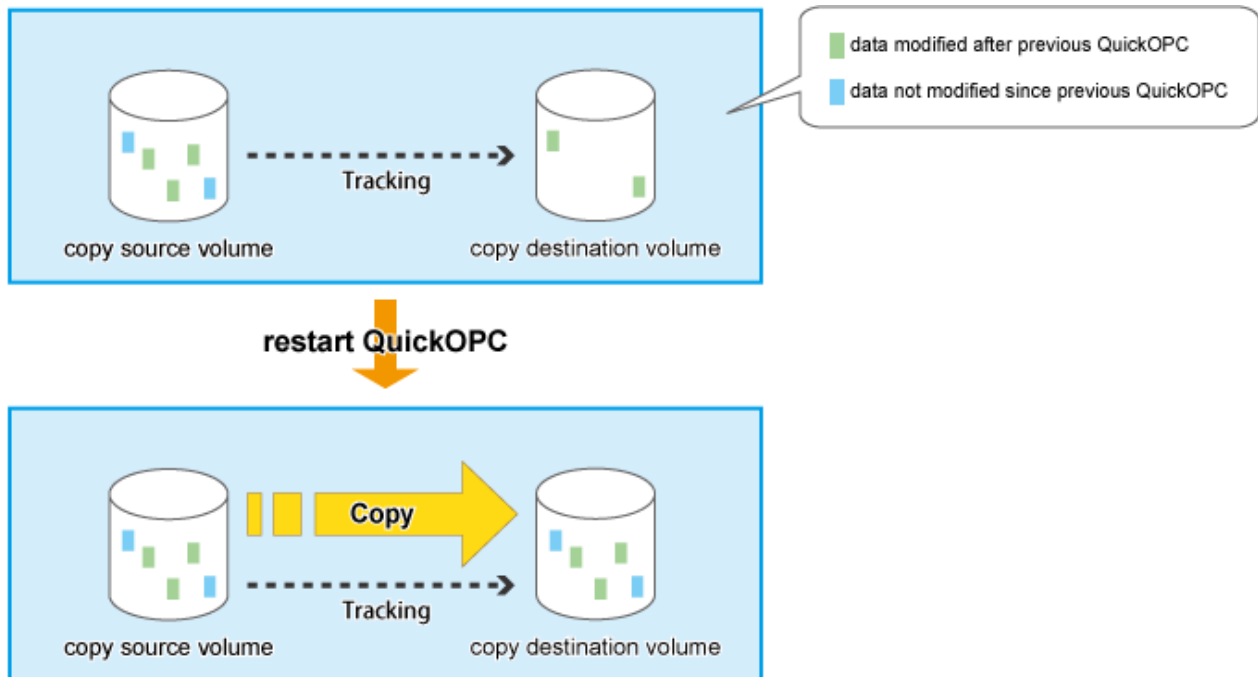 data modified after previous QuickOPC
data not modified since previous QuickOPC
Tracking
copy source volume
copy destination volume
restart QuickOPC
Copy
Tracking
copy source volume
copy destination volume